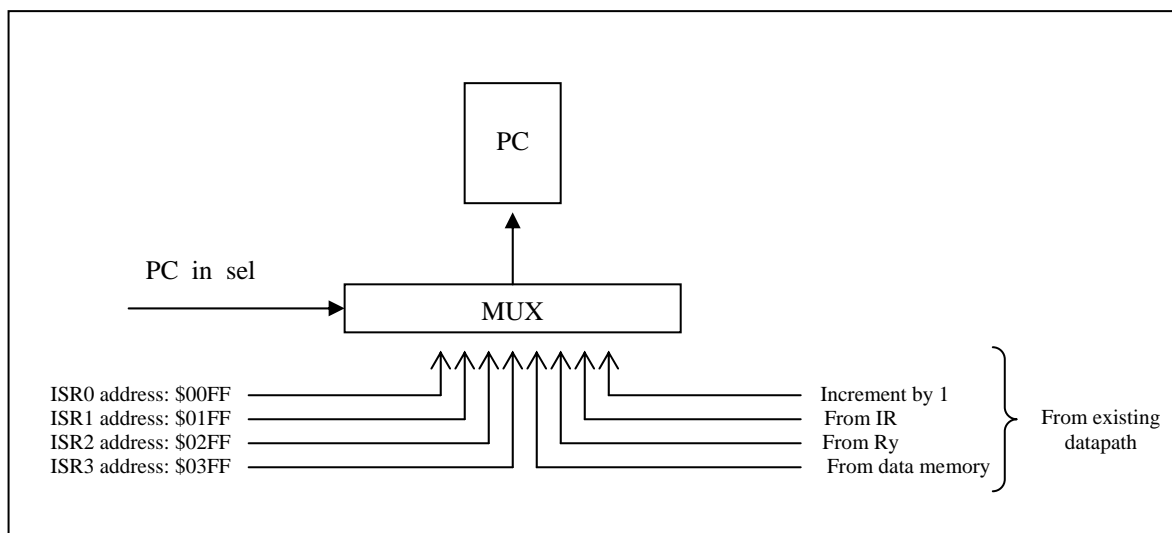 PC
PC in sel
MUX
ISR0 address: $00FF
ISR1 address: $01FF
ISR2 address: $02FF
ISR3 address: $03FF
Increment by 1
From IR
From Ry
From data memory
From existing
datapath